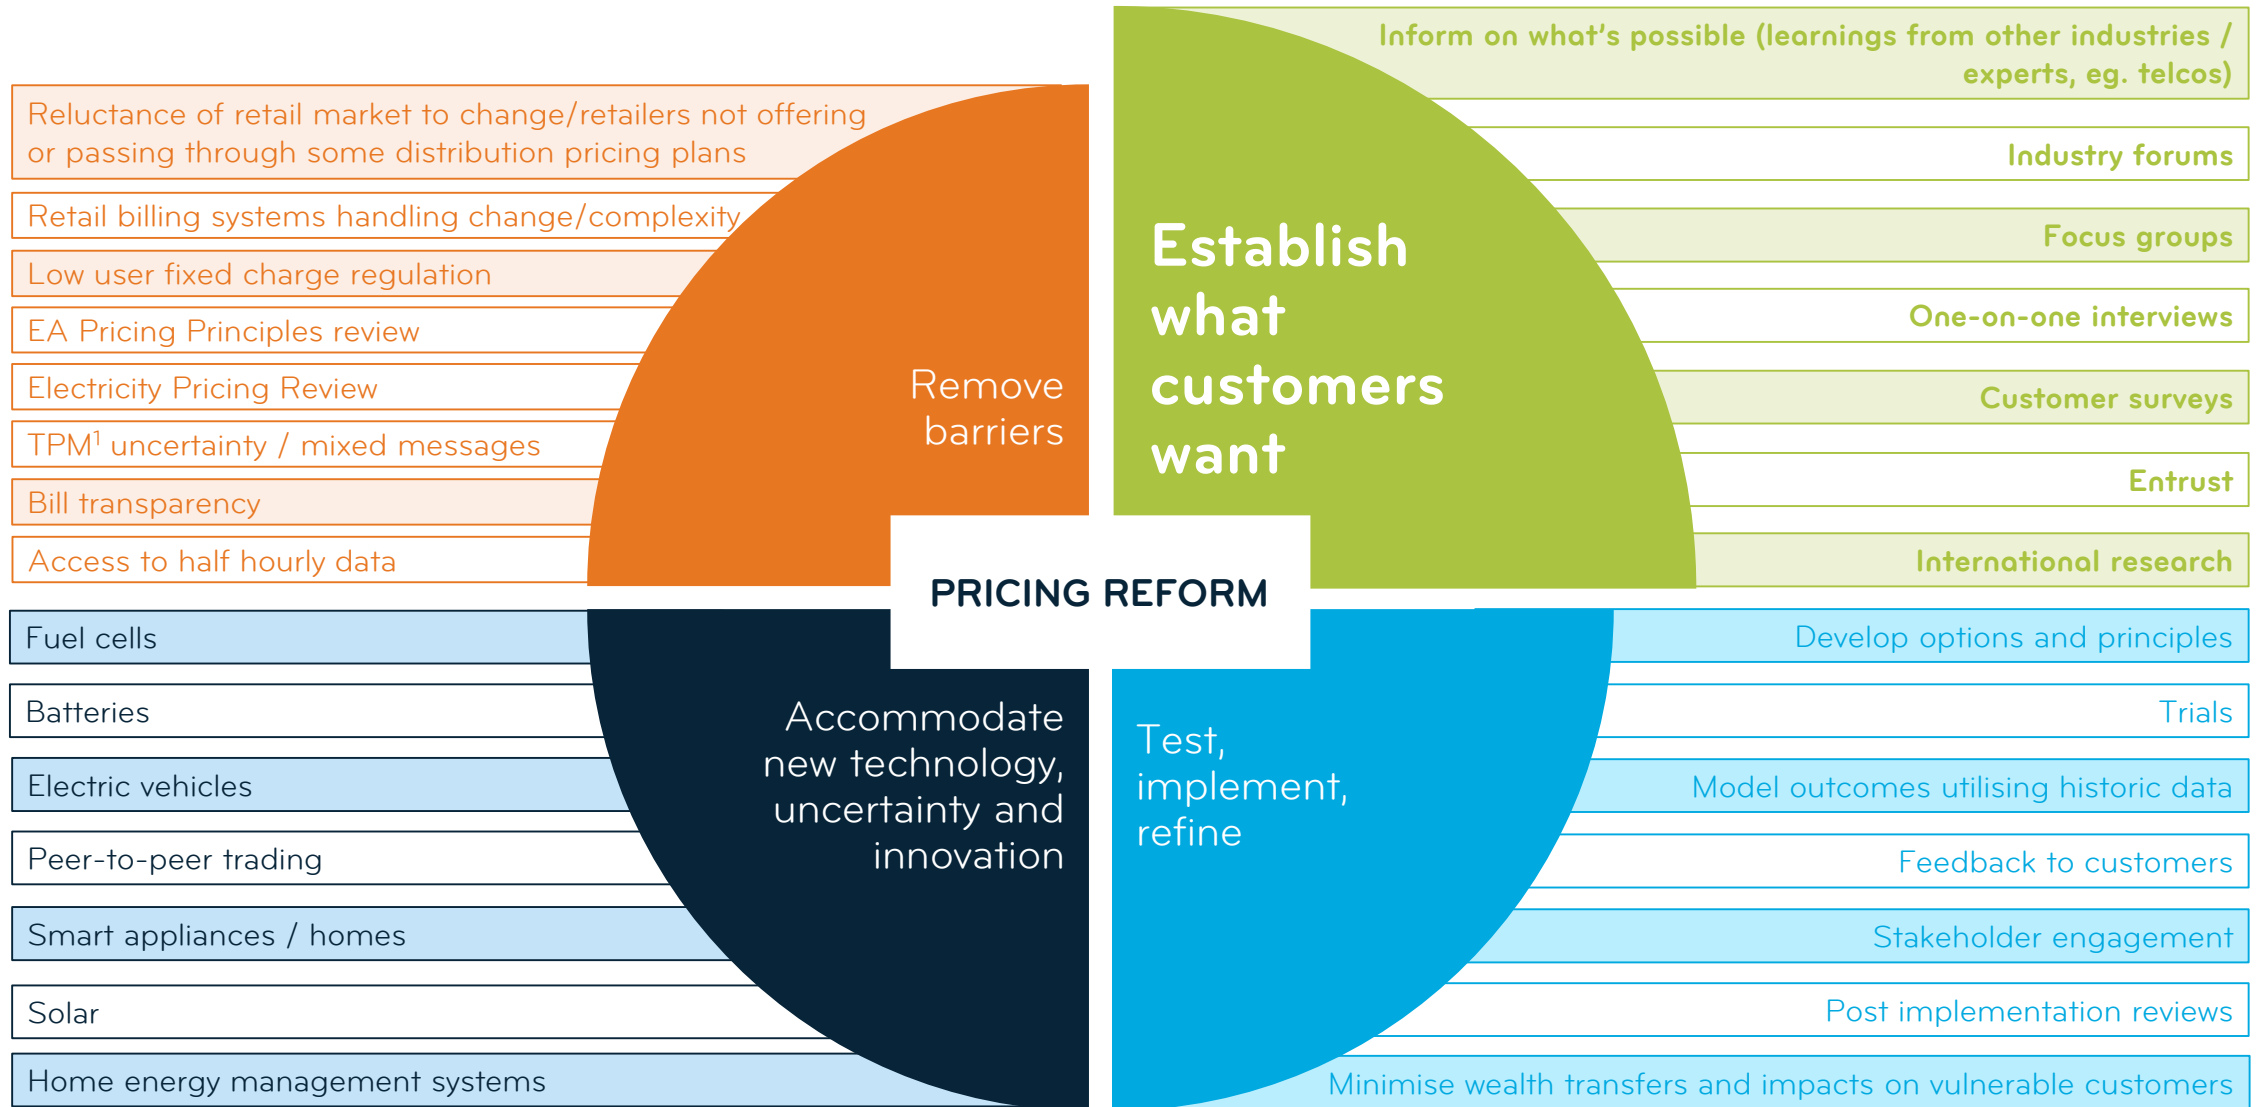 Reluctance of retail market to change/retailers not offering
or passing through some distribution pricing plans
Retail billing systems handling change/complexity
Low user fixed charge regulation
EA Pricing Principles review
Electricity Pricing Review
TPM¹ uncertainty / mixed messages
Bill transparency
Access to half hourly data
Remove
barriers
Establish
what
customers
want
Inform on what's possible (learnings from other industries /
experts, eg. telcos)
Industry forums
Focus groups
One-on-one interviews
Customer surveys
Entrust
International research
PRICING REFORM
Fuel cells
Batteries
Electric vehicles
Peer-to-peer trading
Smart appliances / homes
Solar
Home energy management systems
Accommodate
new technology,
uncertainty and
innovation
Test,
implement,
refine
Develop options and principles
Trials
Model outcomes utilising historic data
Feedback to customers
Stakeholder engagement
Post implementation reviews
Minimise wealth transfers and impacts on vulnerable customers